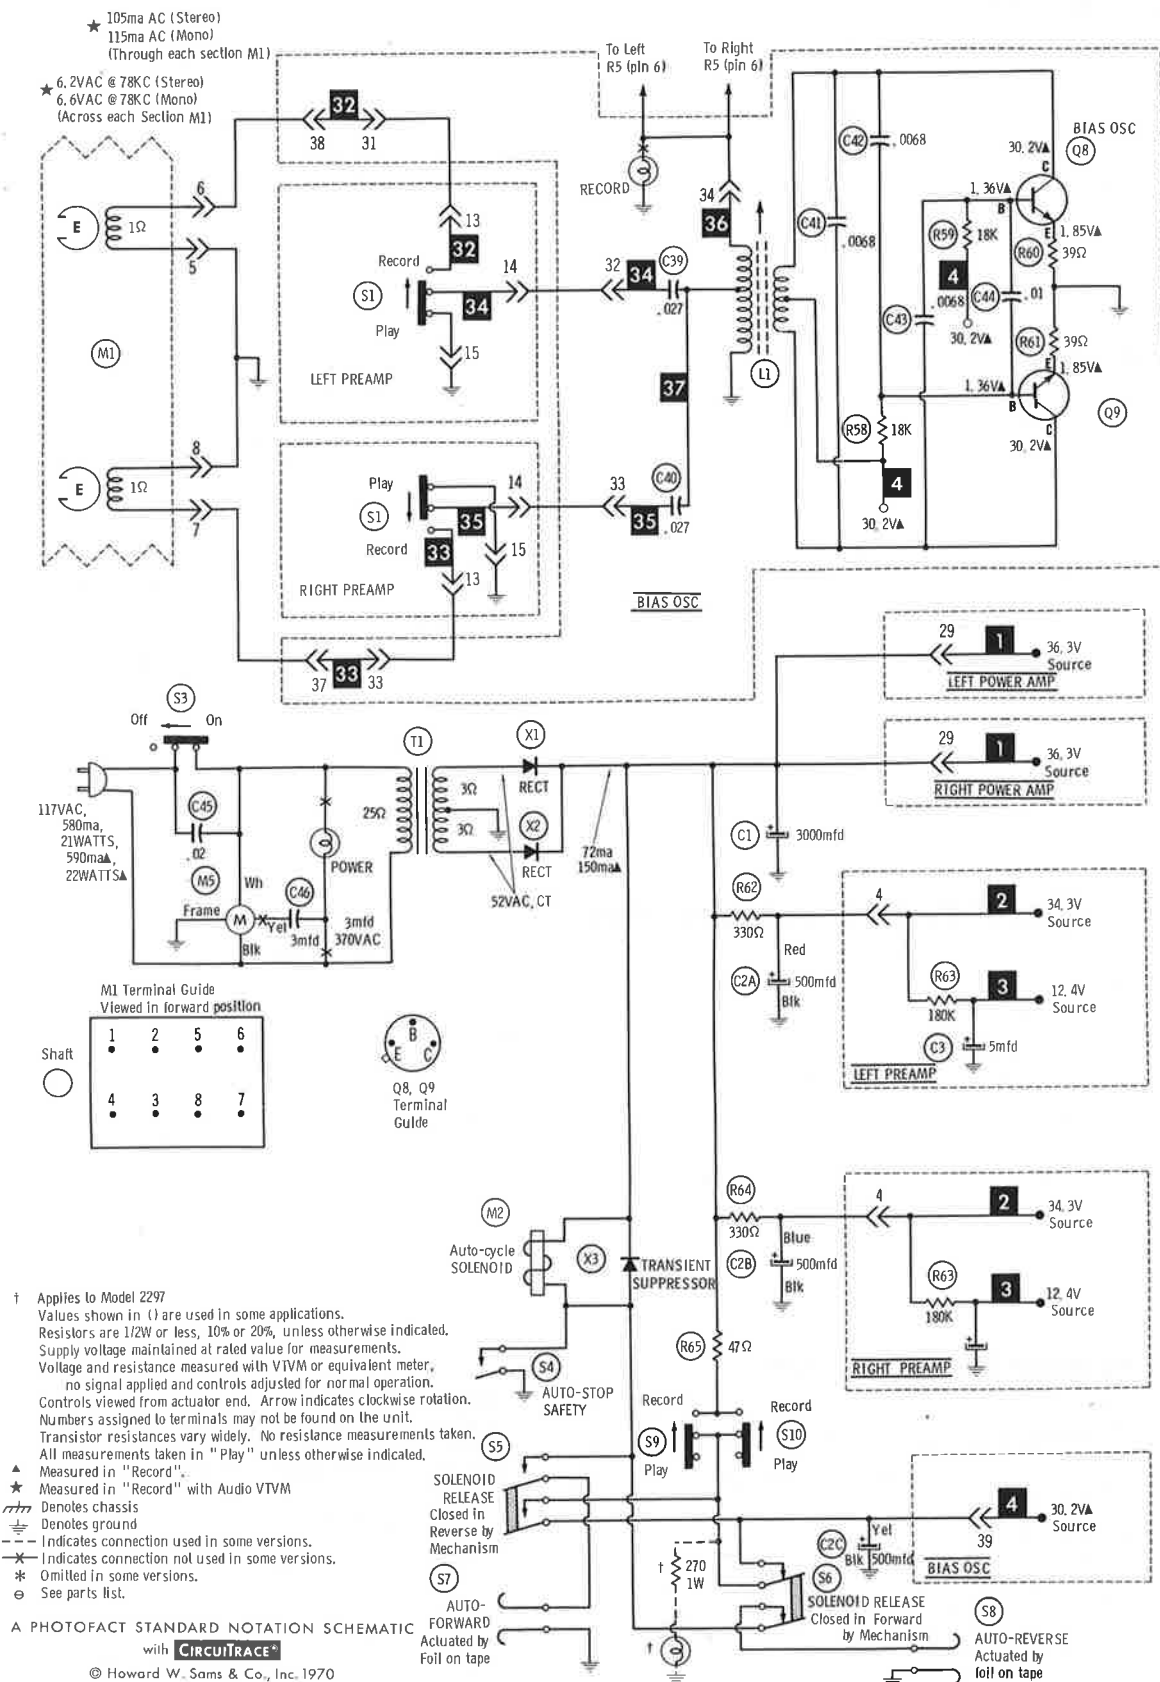 ★ 105ma AC (Stereo)
115ma AC (Mono)
(Through each section M1)
★ 6.2VAC @ 78KC (Stereo)
6.6VAC @ 78KC (Mono)
(Across each Section M1)
To Left
R5 (pin 6)
To Right
R5 (pin 6)
32
38
31
6
E
1Ω
5
M1
8
E
1Ω
7
13
32
Record
S1
34
14
Play
15
LEFT PREAMP
Play
S1
14
35
Record
33
15
13
RIGHT PREAMP
37
33
33
RECORD
34
36
32
34
C39
.027
37
33
35
C40
.027
L1
BIAS OSC
C42
.0068
C41
.0068
BIAS OSC
30.2V▲
C
Q8
1.36V▲
B
E
1.85V▲
R59
18K
R60
39Ω
4
.0068
C44
.01
C43
30.2V▲
R61
39Ω
E
1.85V▲
1.36V▲
B
Q9
C
30.2V▲
R58
18K
4
30.2V▲
29
1
36.3V
Source
LEFT POWER AMP
29
1
36.3V
Source
RIGHT POWER AMP
S3
Off
On
117VAC,
580ma,
21WATTS,
590ma▲,
22WATTS▲
C45
.02
M5
Wh
Frame
M
Yel
C46
3mfd
Blk
POWER
3mfd
370VAC
T1
25Ω
3Ω
3Ω
X1
RECT
X2
RECT
52VAC, CT
72ma
150ma▲
C1
3000mfd
R62
330Ω
Red
C2A
500mfd
Blk
4
2
34.3V
Source
R63
180K
3
12.4V
Source
C3
5mfd
LEFT PREAMP
M1 Terminal Guide
Viewed in forward position
1 2 5 6
Shaft
4 3 8 7
B
E C
Q8, Q9
Terminal
Guide
R64
330Ω
Blue
C2B
500mfd
Blk
4
2
34.3V
Source
R63
180K
3
12.4V
Source
RIGHT PREAMP
M2
Auto-cycle
SOLENOID
X3
TRANSIENT
SUPPRESSOR
R65
47Ω
S4
AUTO-STOP
SAFETY
Record
S9
Play
Record
S10
Play
S5
SOLENOID
RELEASE
Closed in
Reverse by
Mechanism
S7
AUTO-
FORWARD
Actuated by
Foil on tape
† 270
1W
†
C2C
Yel
Blk 500mfd
39
4
30.2V▲
Source
BIAS OSC
S6
SOLENOID RELEASE
Closed in Forward
by Mechanism
S8
AUTO-REVERSE
Actuated by
foil on tape
† Applies to Model 2297
Values shown in () are used in some applications.
Resistors are 1/2W or less, 10% or 20%, unless otherwise indicated.
Supply voltage maintained at rated value for measurements.
Voltage and resistance measured with VTVM or equivalent meter,
no signal applied and controls adjusted for normal operation.
Controls viewed from actuator end. Arrow indicates clockwise rotation.
Numbers assigned to terminals may not be found on the unit.
Transistor resistances vary widely. No resistance measurements taken.
All measurements taken in "Play" unless otherwise indicated.
▲ Measured in "Record".
★ Measured in "Record" with Audio VTVM
Denotes chassis
Denotes ground
Indicates connection used in some versions.
Indicates connection not used in some versions.
* Omitted in some versions.
⊖ See parts list.
A PHOTOFACT STANDARD NOTATION SCHEMATIC
with CIRCUITRACE®
© Howard W. Sams & Co., Inc. 1970